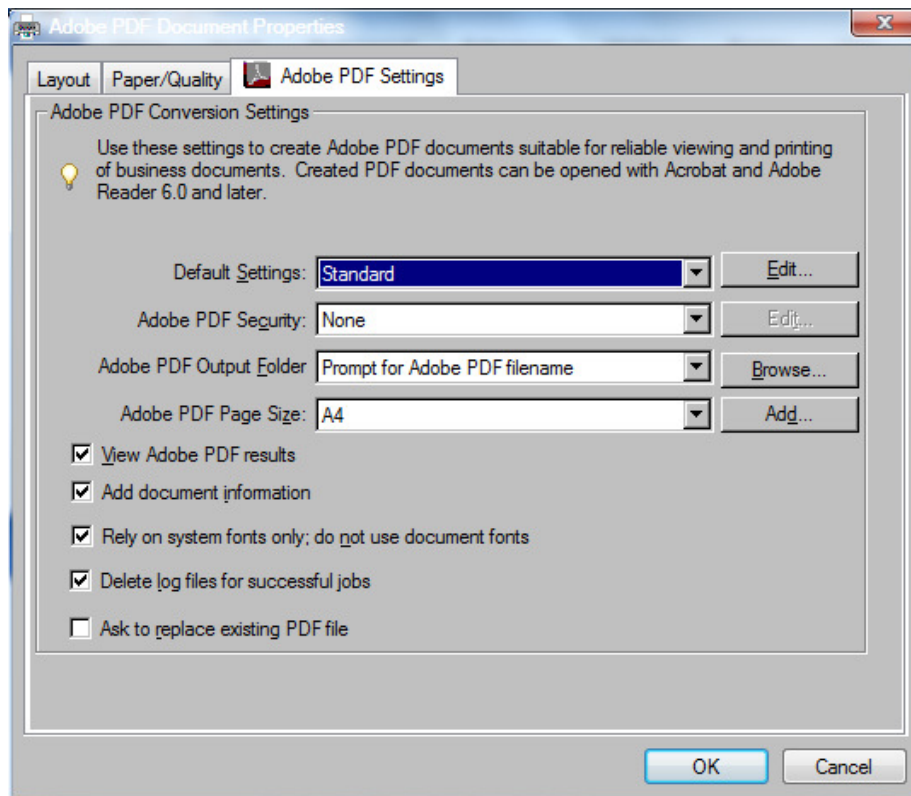 Adobe PDF Document Properties
Layout Paper/Quality Adobe PDF Settings
Adobe PDF Conversion Settings
Use these settings to create Adobe PDF documents suitable for reliable viewing and printing
of business documents. Created PDF documents can be opened with Acrobat and Adobe
Reader 6.0 and later.
Default Settings: Standard Edit...
Adobe PDF Security: None Edit...
Adobe PDF Output Folder Prompt for Adobe PDF filename Browse...
Adobe PDF Page Size: A4 Add...
View Adobe PDF results
Add document information
Rely on system fonts only; do not use document fonts
Delete log files for successful jobs
Ask to replace existing PDF file
OK Cancel